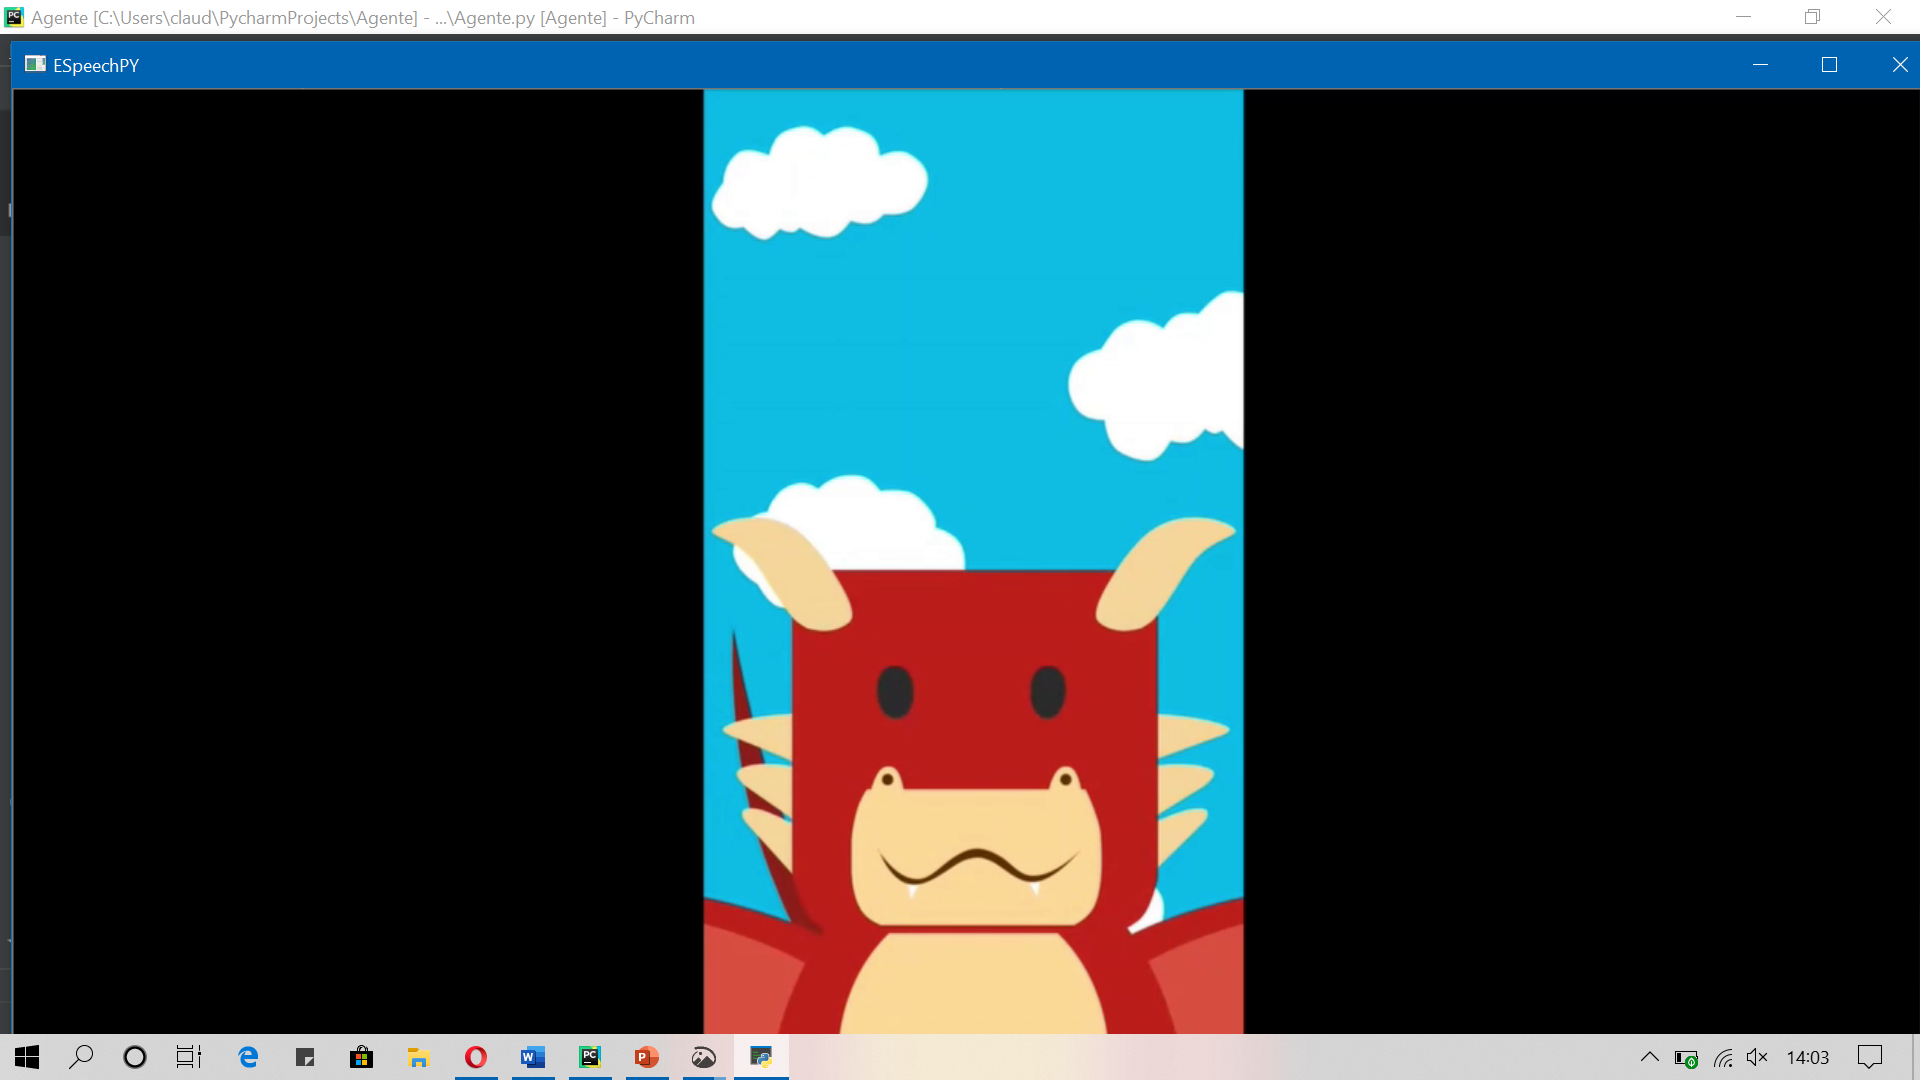 Agente [C:\Users\claud\PycharmProjects\Agente] - ...\Agente.py [Agente] - PyCharm
ESpeechPY
14:03